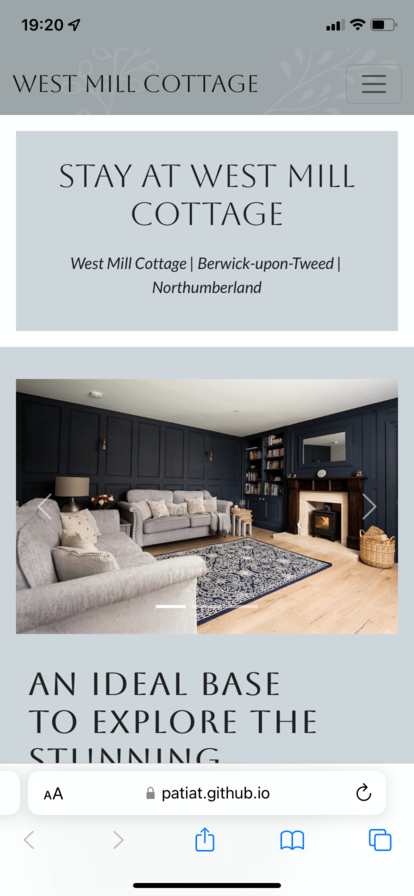 19:20
WEST MILL COTTAGE
STAY AT WEST MILL
COTTAGE
West Mill Cottage | Berwick-upon-Tweed |
Northumberland
AN IDEAL BASE
TO EXPLORE THE
STUNNING
AA
patiat.github.io